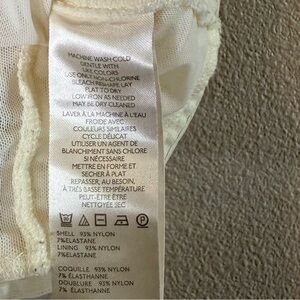 MACHINE WASH COLD
GENTLE WITH
LIKE COLORS
USE ONLY NON-CHLORINE
BLEACH RESHAPE LAY
FLAT TO DRY
LOW IRON AS NEEDED
MAY BE DRY CLEANED
LAVER À LA MACHINE À L'EAU
FROIDE AVEC
COULEURS SIMILAIRES
CYCLE DÉLICAT
UTILISER UN AGENT DE
BLANCHIMENT SANS CHLORE
SI NÉCESSAIRE
METTRE EN FORME ET
SECHER À PLAT
REPASSER, AU BESOIN,
À TRÈS BASSE TEMPÉRATURE
PEUT-ÊTRE ÊTRE
NETTOYÉE SEC
P
SHELL 93% NYLON
7% ELASTANE
LINING 93% NYLON
7% ELASTANE
COQUILLE 93% NYLON
7% ÉLASTHANNE
DOUBLURE 93% NYLON
7% ÉLASTHANNE